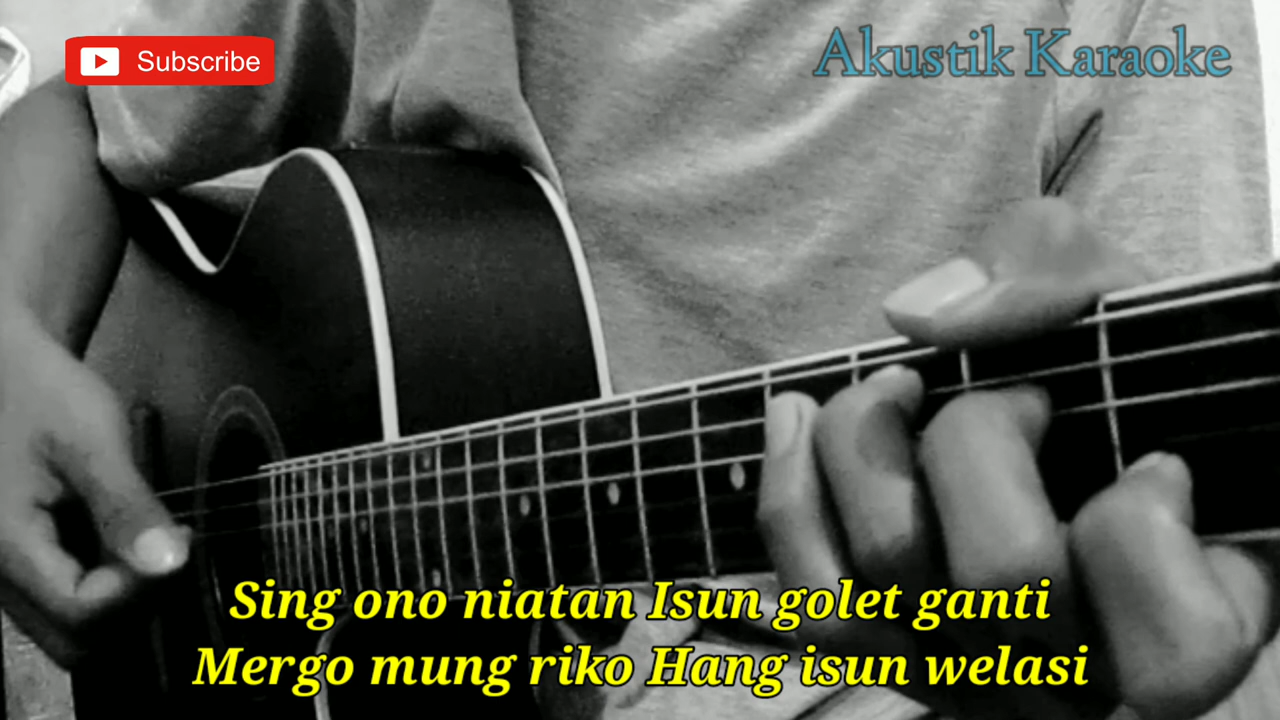 Subscribe
Akustik Karaoke
Sing ono niatan Isun golet ganti
Mergo mung riko Hang isun welasi